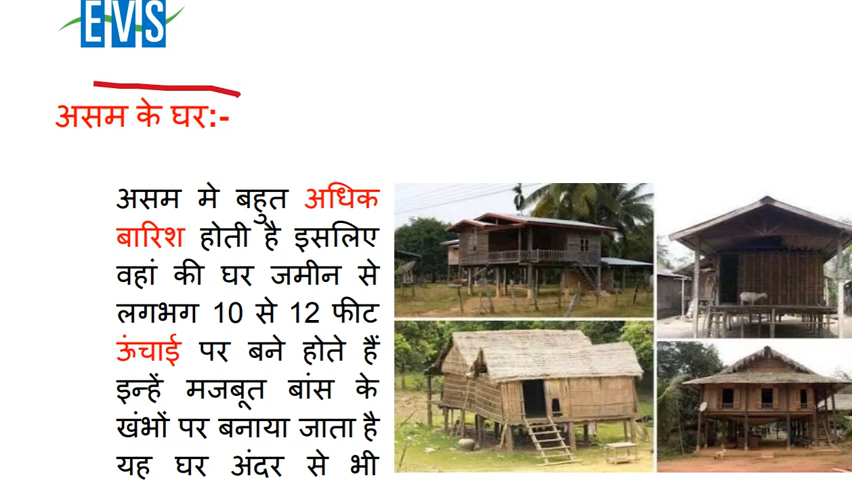 EVS
असम के घर:-
असम मे बहुत अधिक
बारिश होती है इसलिए
वहां की घर जमीन से
लगभग 10 से 12 फीट
ऊंचाई पर बने होते हैं
इन्हें मजबूत बांस के
खंभों पर बनाया जाता है
यह घर अंदर से भी